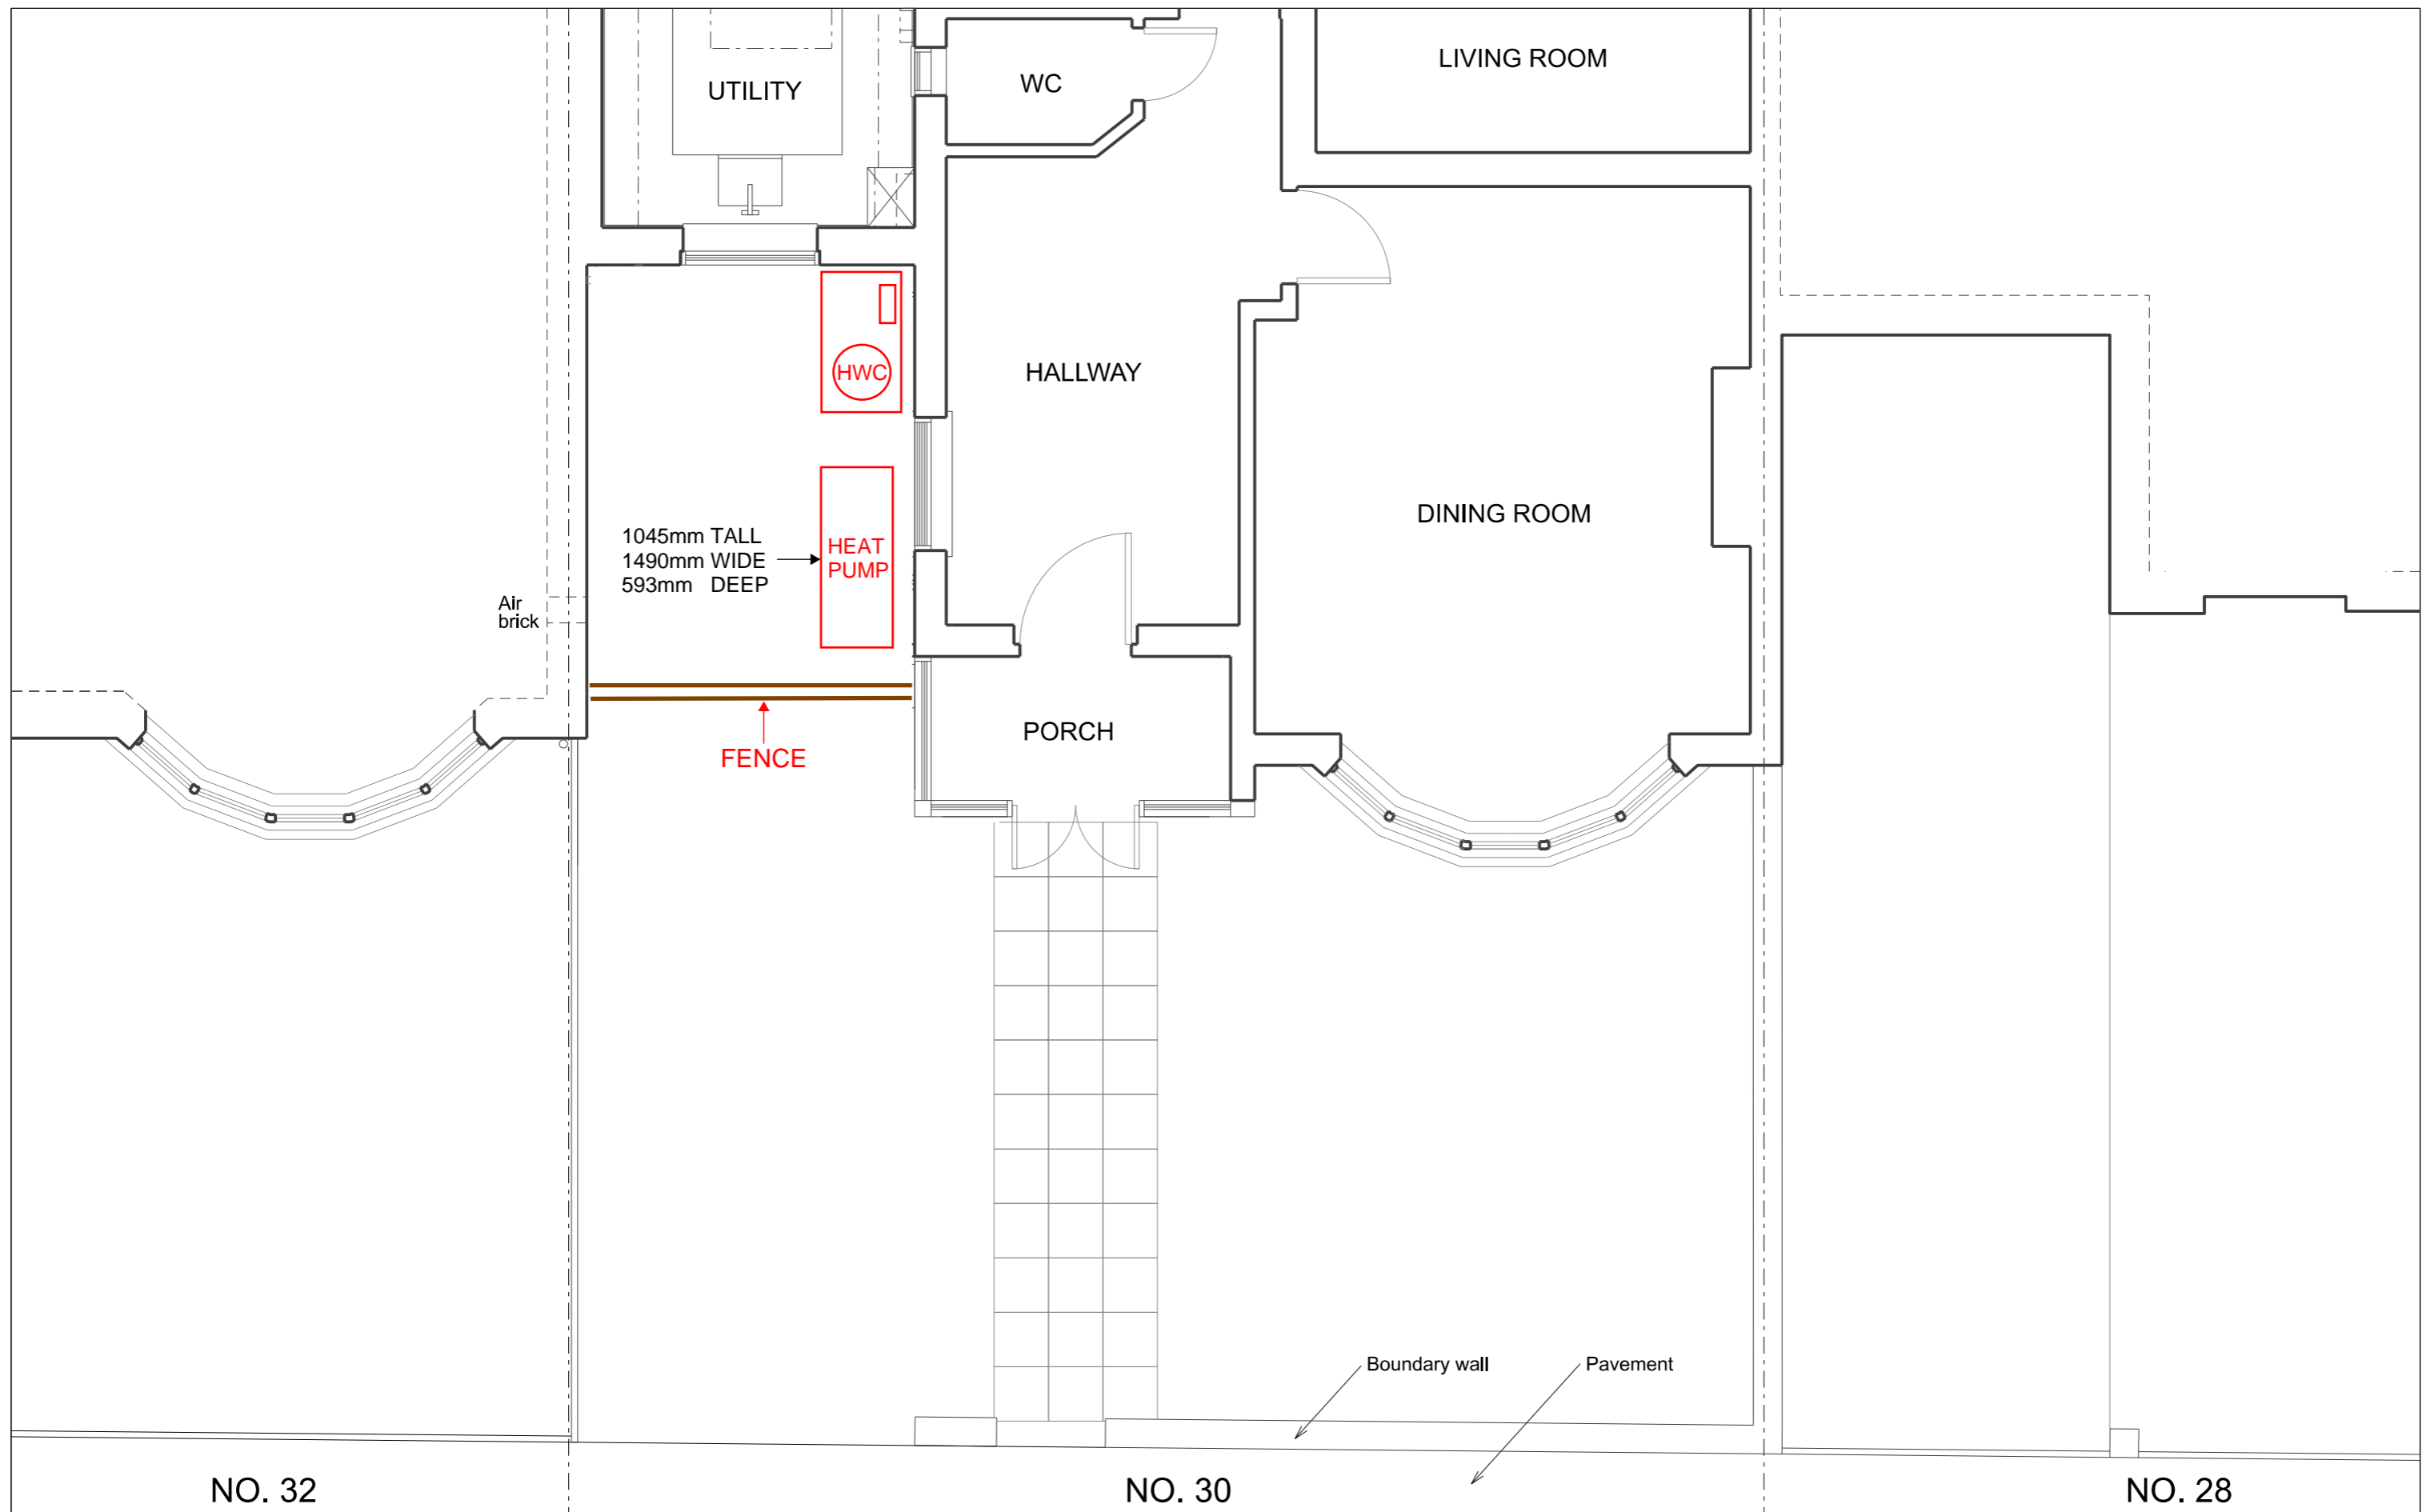 LIVING ROOM
UTILITY
WC
HWC
HALLWAY
DINING ROOM
1045mm TALL
1490mm WIDE
593mm DEEP
HEAT
PUMP
Air
brick
PORCH
FENCE
Boundary wall
Pavement
NO. 32
NO. 30
NO. 28